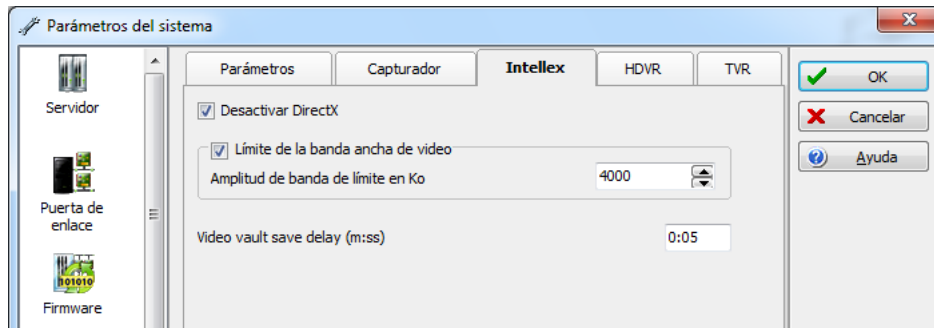 Parámetros del sistema
Servidor
Puerta de
enlace
h01010
Firmware
Parámetros
Capturador
Intellex
HDVR
TVR
Desactivar DirectX
Límite de la banda ancha de video
Amplitud de banda de límite en Ko
4000
Video vault save delay (m:ss)
0:05
OK
Cancelar
Ayuda